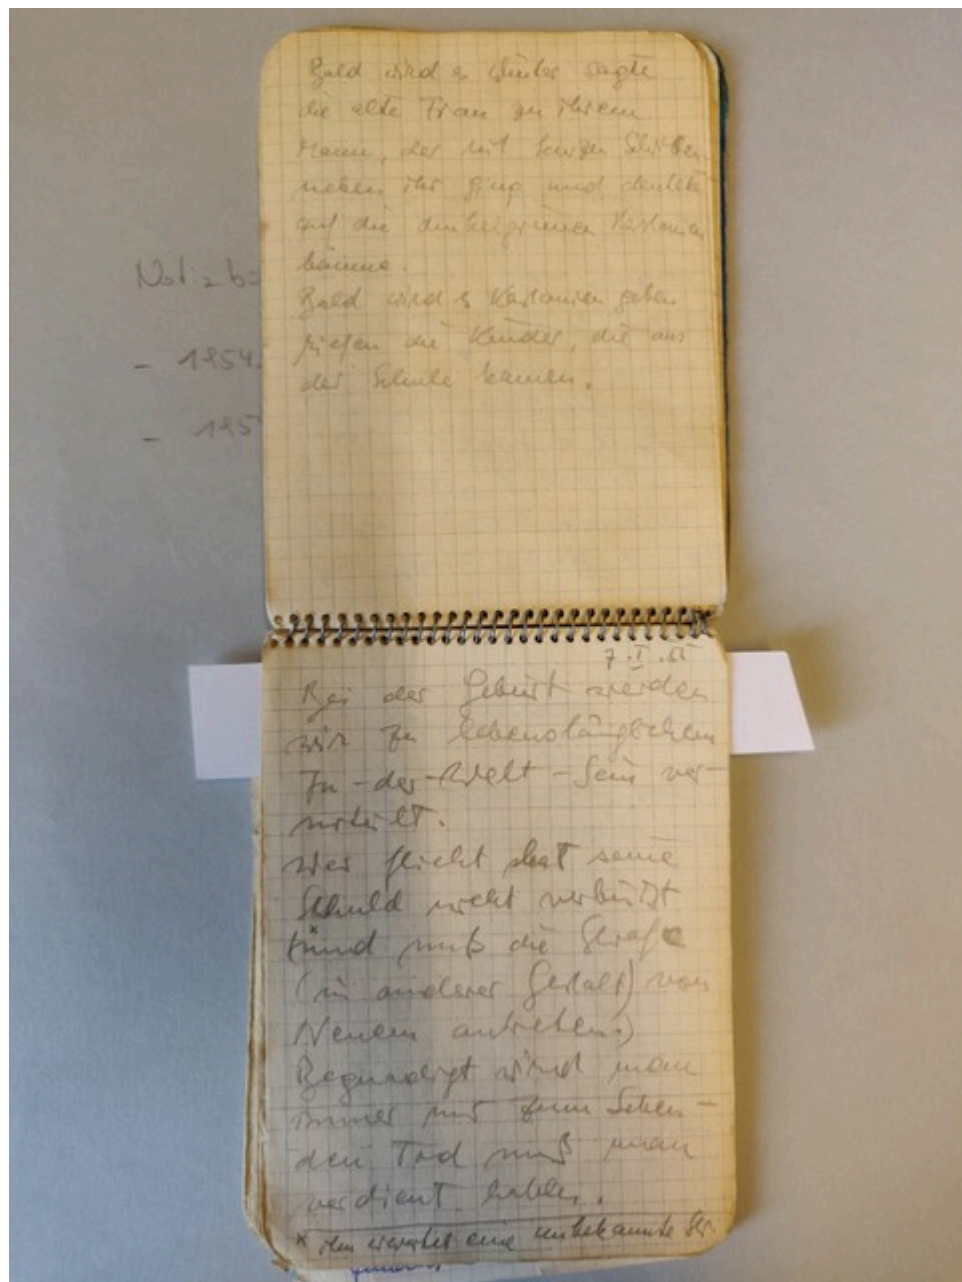 Bald wird es Winter sagte
die alte Frau zu ihrem
Mann, der mit kurzen Schritten
neben ihr ging und deutete
auf die dunkelgrünen Kastanien
bäume.
Bald wird es Kastanien geben
riefen die Kinder, die aus
der Schule kamen.
Notizb
- 1954.
- 195
7.I.55
Bei der Geburt werden
wir zu lebenslänglichem
In-der-Welt-Sein ver-
urteilt.
Wer flieht hat seine
Schuld nicht verbüßt
und muß die Strafe
(in anderer Gestalt) von
Neuem antreten.)
Begnadigt wird man
immer nur zum Leben -
den Tod muß man
verdient haben.
* ihn erwartet eine unbekannte